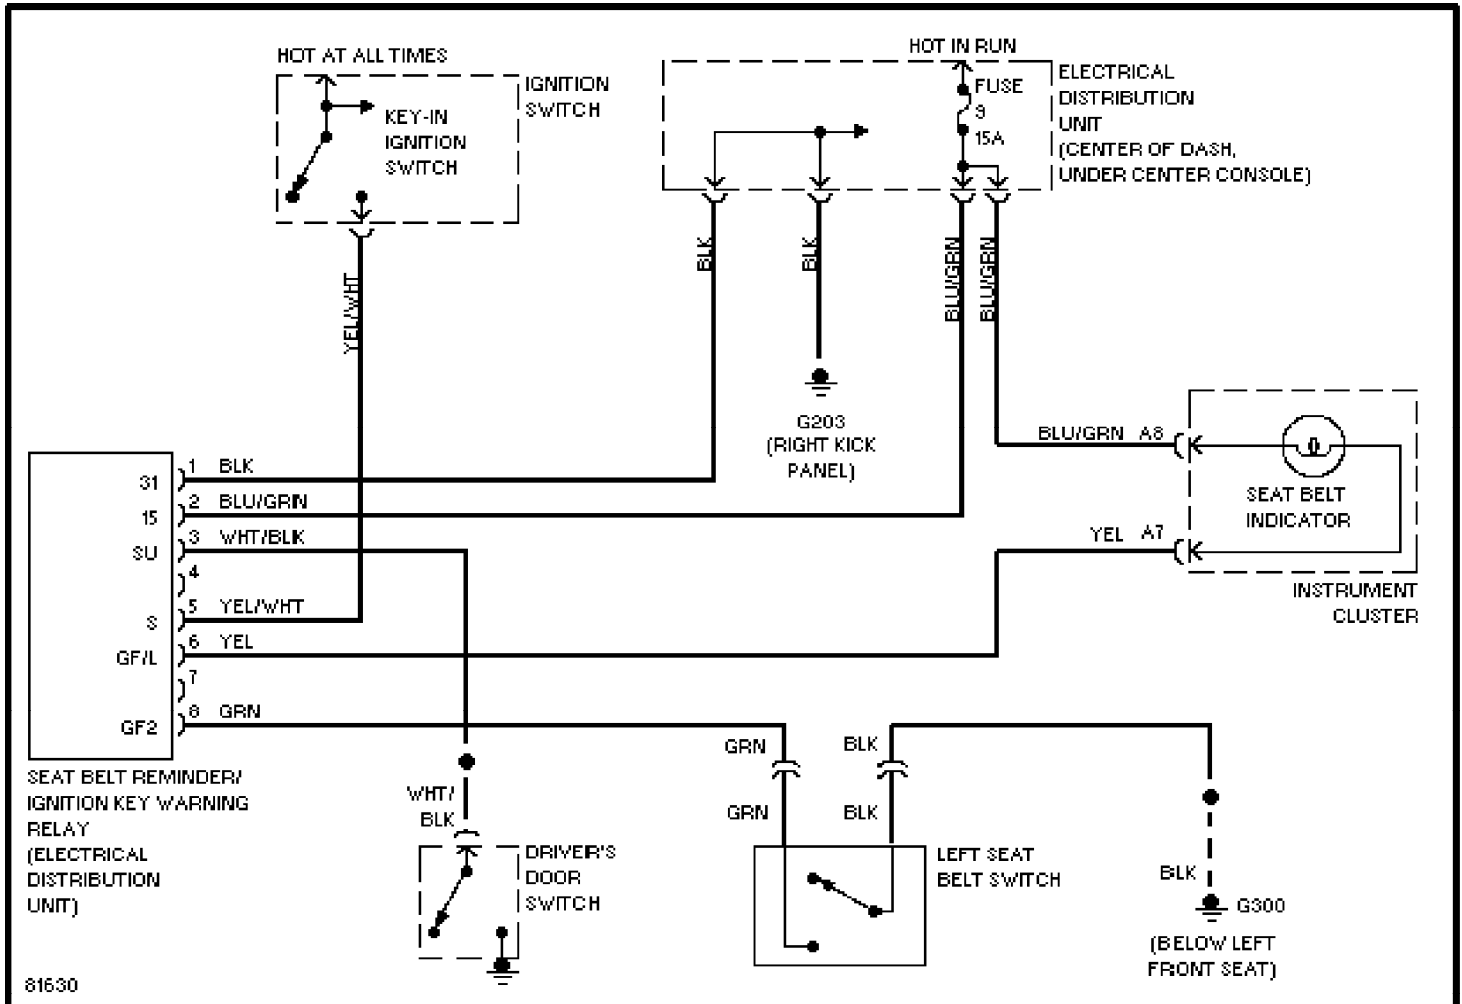 HOT AT ALL TIMES
IGNITION
SWITCH
KEY-IN
IGNITION
SWITCH
HOT IN RUN
FUSE
9
15A
ELECTRICAL
DISTRIBUTION
UNIT
(CENTER OF DASH,
UNDER CENTER CONSOLE)
YEL/WHT
BLK
BLK
BLU/GRN
BLU/GRN
G203
(RIGHT KICK
PANEL)
BLU/GRN A8
SEAT BELT
INDICATOR
YEL A7
INSTRUMENT
CLUSTER
31 1 BLK
15 2 BLU/GRN
SU 3 WHT/BLK
4
S 5 YEL/WHT
GF/L 6 YEL
7
GF2 8 GRN
SEAT BELT REMINDER/
IGNITION KEY WARNING
RELAY
(ELECTRICAL
DISTRIBUTION
UNIT)
WHT/
BLK
DRIVER'S
DOOR
SWITCH
GRN
BLK
GRN
BLK
LEFT SEAT
BELT SWITCH
BLK
G300
(BELOW LEFT
FRONT SEAT)
81630